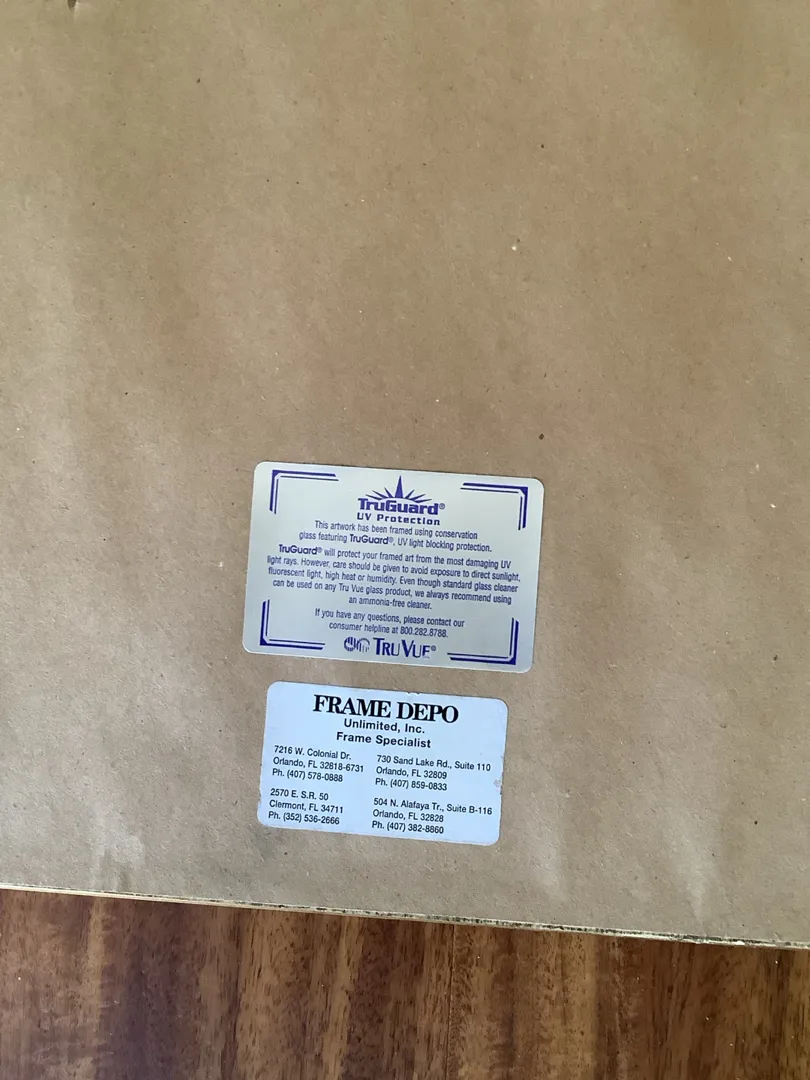 TruGuard®
UV Protection
This artwork has been framed using conservation
glass featuring TruGuard®, UV light blocking protection.
TruGuard® will protect your framed art from the most damaging UV
light rays. However, care should be given to avoid exposure to direct sunlight,
fluorescent light, high heat or humidity. Even though standard glass cleaner
can be used on any Tru Vue glass product, we always recommend using
an ammonia-free cleaner.
If you have any questions, please contact our
consumer helpline at 800.282.8788.
TRU VUE®
FRAME DEPO
Unlimited, Inc.
Frame Specialist
7216 W. Colonial Dr.
Orlando, FL 32818-6731
Ph. (407) 578-0888
730 Sand Lake Rd., Suite 110
Orlando, FL 32809
Ph. (407) 859-0833
2570 E. S.R. 50
Clermont, FL 34711
Ph. (352) 536-2666
504 N. Alafaya Tr., Suite B-116
Orlando, FL 32828
Ph. (407) 382-8860